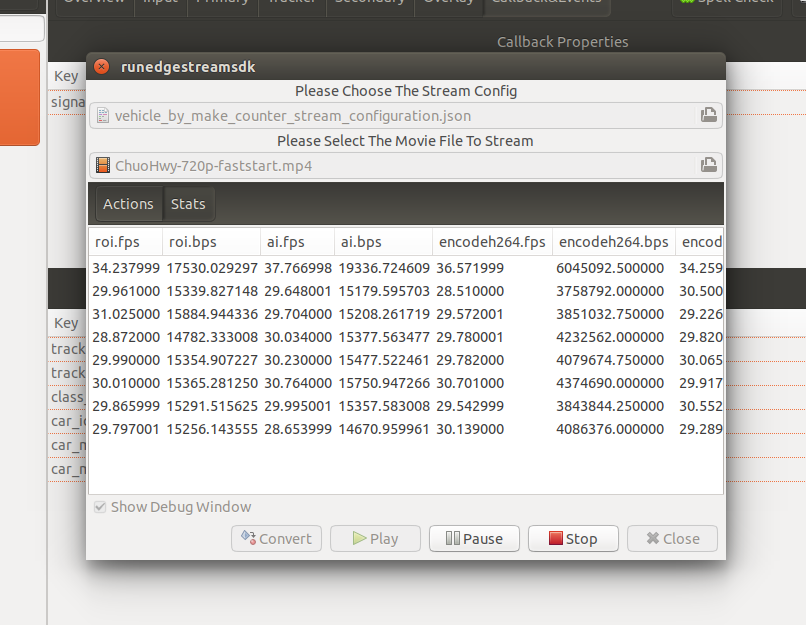 Overview Input Primary Tracker Secondary Overlay Callback&Events Spell Check
Callback Properties
Key
signa
runedgestreamsdk
Please Choose The Stream Config
vehicle_by_make_counter_stream_configuration.json
Please Select The Movie File To Stream
ChuoHwy-720p-faststart.mp4
Actions Stats
roi.fps roi.bps ai.fps ai.bps encodeh264.fps encodeh264.bps encod
34.237999 17530.029297 37.766998 19336.724609 36.571999 6045092.500000 34.259
29.961000 15339.827148 29.648001 15179.595703 28.510000 3758792.000000 30.500
31.025000 15884.944336 29.704000 15208.261719 29.572001 3851032.750000 29.226
28.872000 14782.333008 30.034000 15377.563477 29.780001 4232562.000000 29.820
29.990000 15354.907227 30.230000 15477.522461 29.782000 4079674.750000 30.065
30.010000 15365.281250 30.764000 15750.947266 30.701000 4374690.000000 29.917
29.865999 15291.515625 29.995001 15357.583008 29.542999 3843844.250000 30.552
29.797001 15256.143555 28.653999 14670.959961 30.139000 4086376.000000 29.289
Key
track
track
class_
car_ic
car_m
car_m
Show Debug Window
Convert Play Pause Stop Close